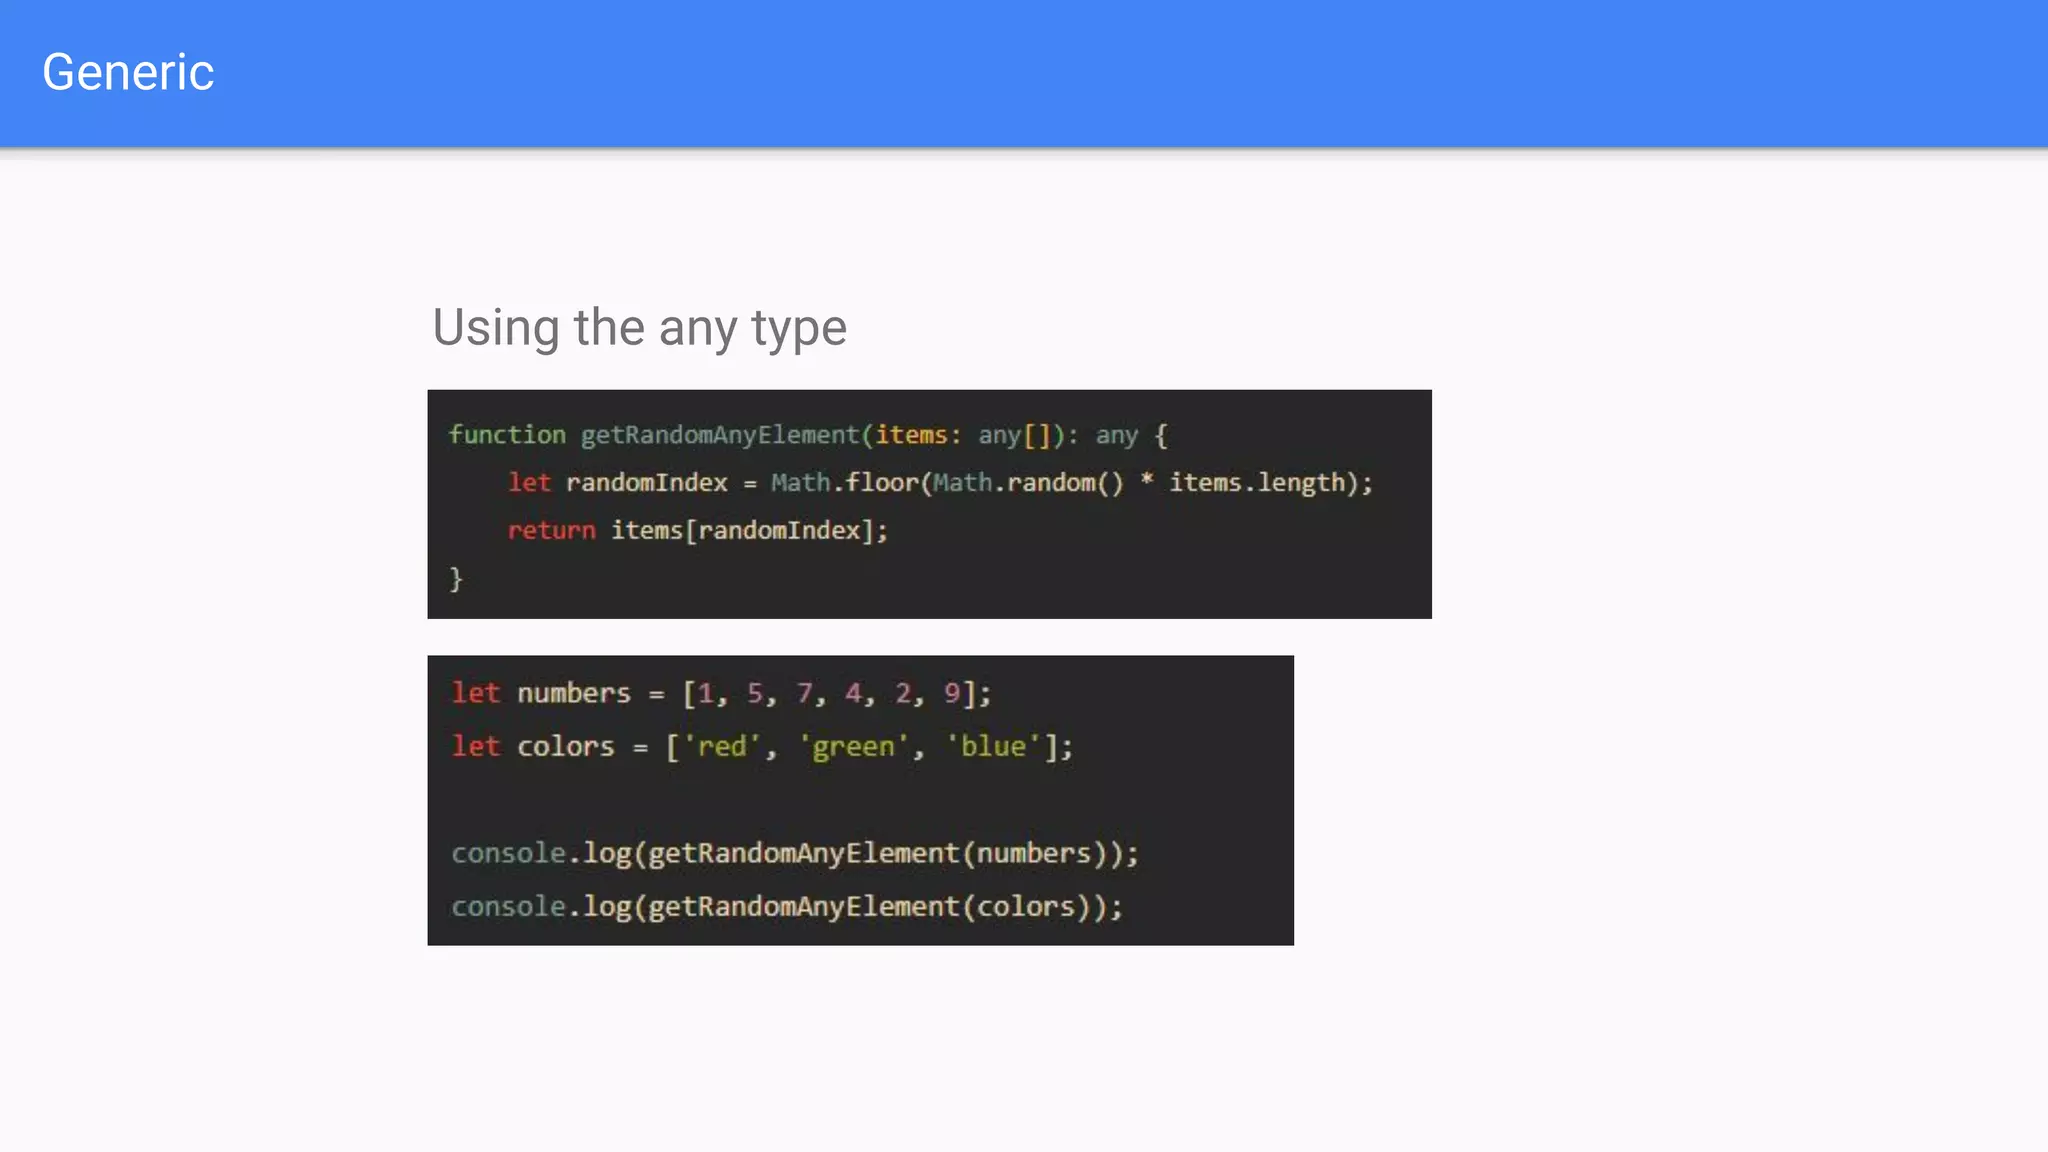 Generic
Using the any type
function getRandomAnyElement(items: any[]): any {
    let randomIndex = Math.floor(Math.random() * items.length);
    return items[randomIndex];
}
let numbers = [1, 5, 7, 4, 2, 9];
let colors = ['red', 'green', 'blue'];
console.log(getRandomAnyElement(numbers));
console.log(getRandomAnyElement(colors));